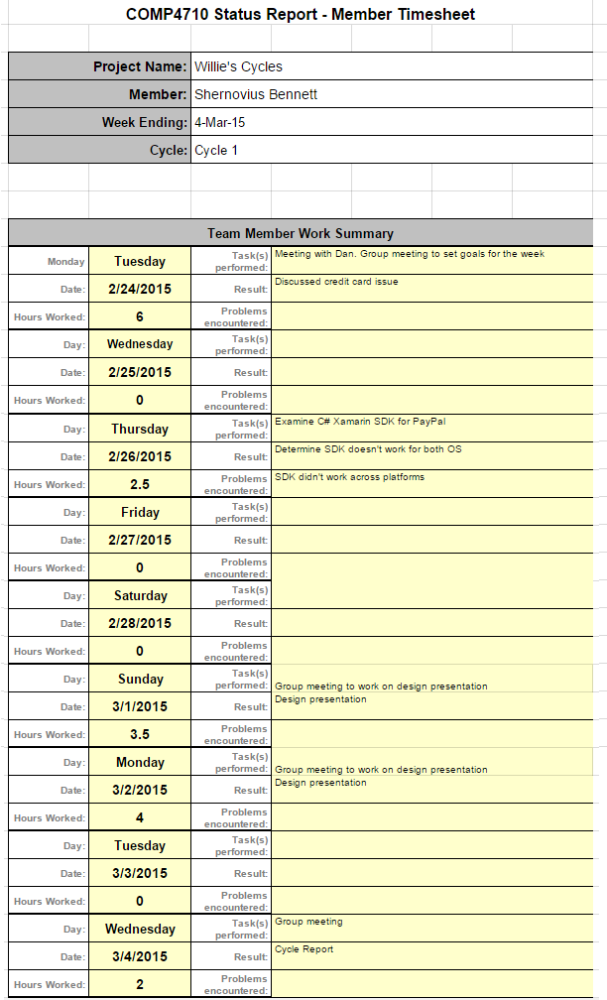 COMP4710 Status Report - Member Timesheet
Project Name: Willie's Cycles
Member: Shernovius Bennett
Week Ending: 4-Mar-15
Cycle: Cycle 1
Team Member Work Summary
Monday Tuesday Task(s) performed: Meeting with Dan. Group meeting to set goals for the week
Date: 2/24/2015 Result: Discussed credit card issue
Hours Worked: 6 Problems encountered:
Day: Wednesday Task(s) performed:
Date: 2/25/2015 Result:
Hours Worked: 0 Problems encountered:
Day: Thursday Task(s) performed: Examine C# Xamarin SDK for PayPal
Date: 2/26/2015 Result: Determine SDK doesn't work for both OS
Hours Worked: 2.5 Problems encountered: SDK didn't work across platforms
Day: Friday Task(s) performed:
Date: 2/27/2015 Result:
Hours Worked: 0 Problems encountered:
Day: Saturday Task(s) performed:
Date: 2/28/2015 Result:
Hours Worked: 0 Problems encountered:
Day: Sunday Task(s) performed: Group meeting to work on design presentation
Date: 3/1/2015 Result: Design presentation
Hours Worked: 3.5 Problems encountered:
Day: Monday Task(s) performed: Group meeting to work on design presentation
Date: 3/2/2015 Result: Design presentation
Hours Worked: 4 Problems encountered:
Day: Tuesday Task(s) performed:
Date: 3/3/2015 Result:
Hours Worked: 0 Problems encountered:
Day: Wednesday Task(s) performed: Group meeting
Date: 3/4/2015 Result: Cycle Report
Hours Worked: 2 Problems encountered: